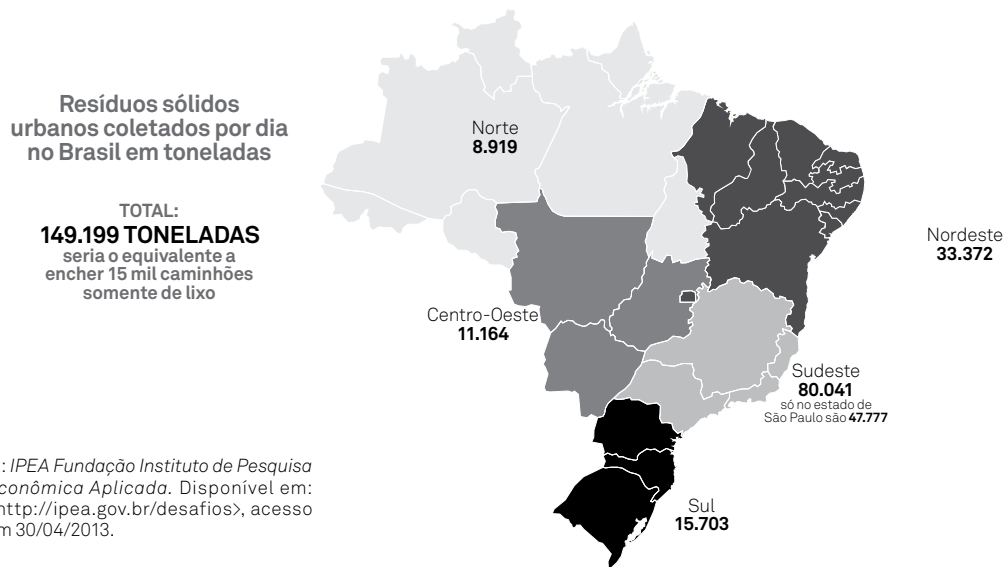 Resíduos sólidos
urbanos coletados por dia
no Brasil em toneladas
TOTAL:
149.199 TONELADAS
seria o equivalente a
encher 15 mil caminhões
somente de lixo
Norte
8.919
Nordeste
33.372
Centro-Oeste
11.164
Sudeste
80.041
só no estado de
São Paulo são 47.777
Sul
15.703
: IPEA Fundação Instituto de Pesquisa
conômica Aplicada. Disponível em:
ttp://ipea.gov.br/desafios>, acesso
m 30/04/2013.